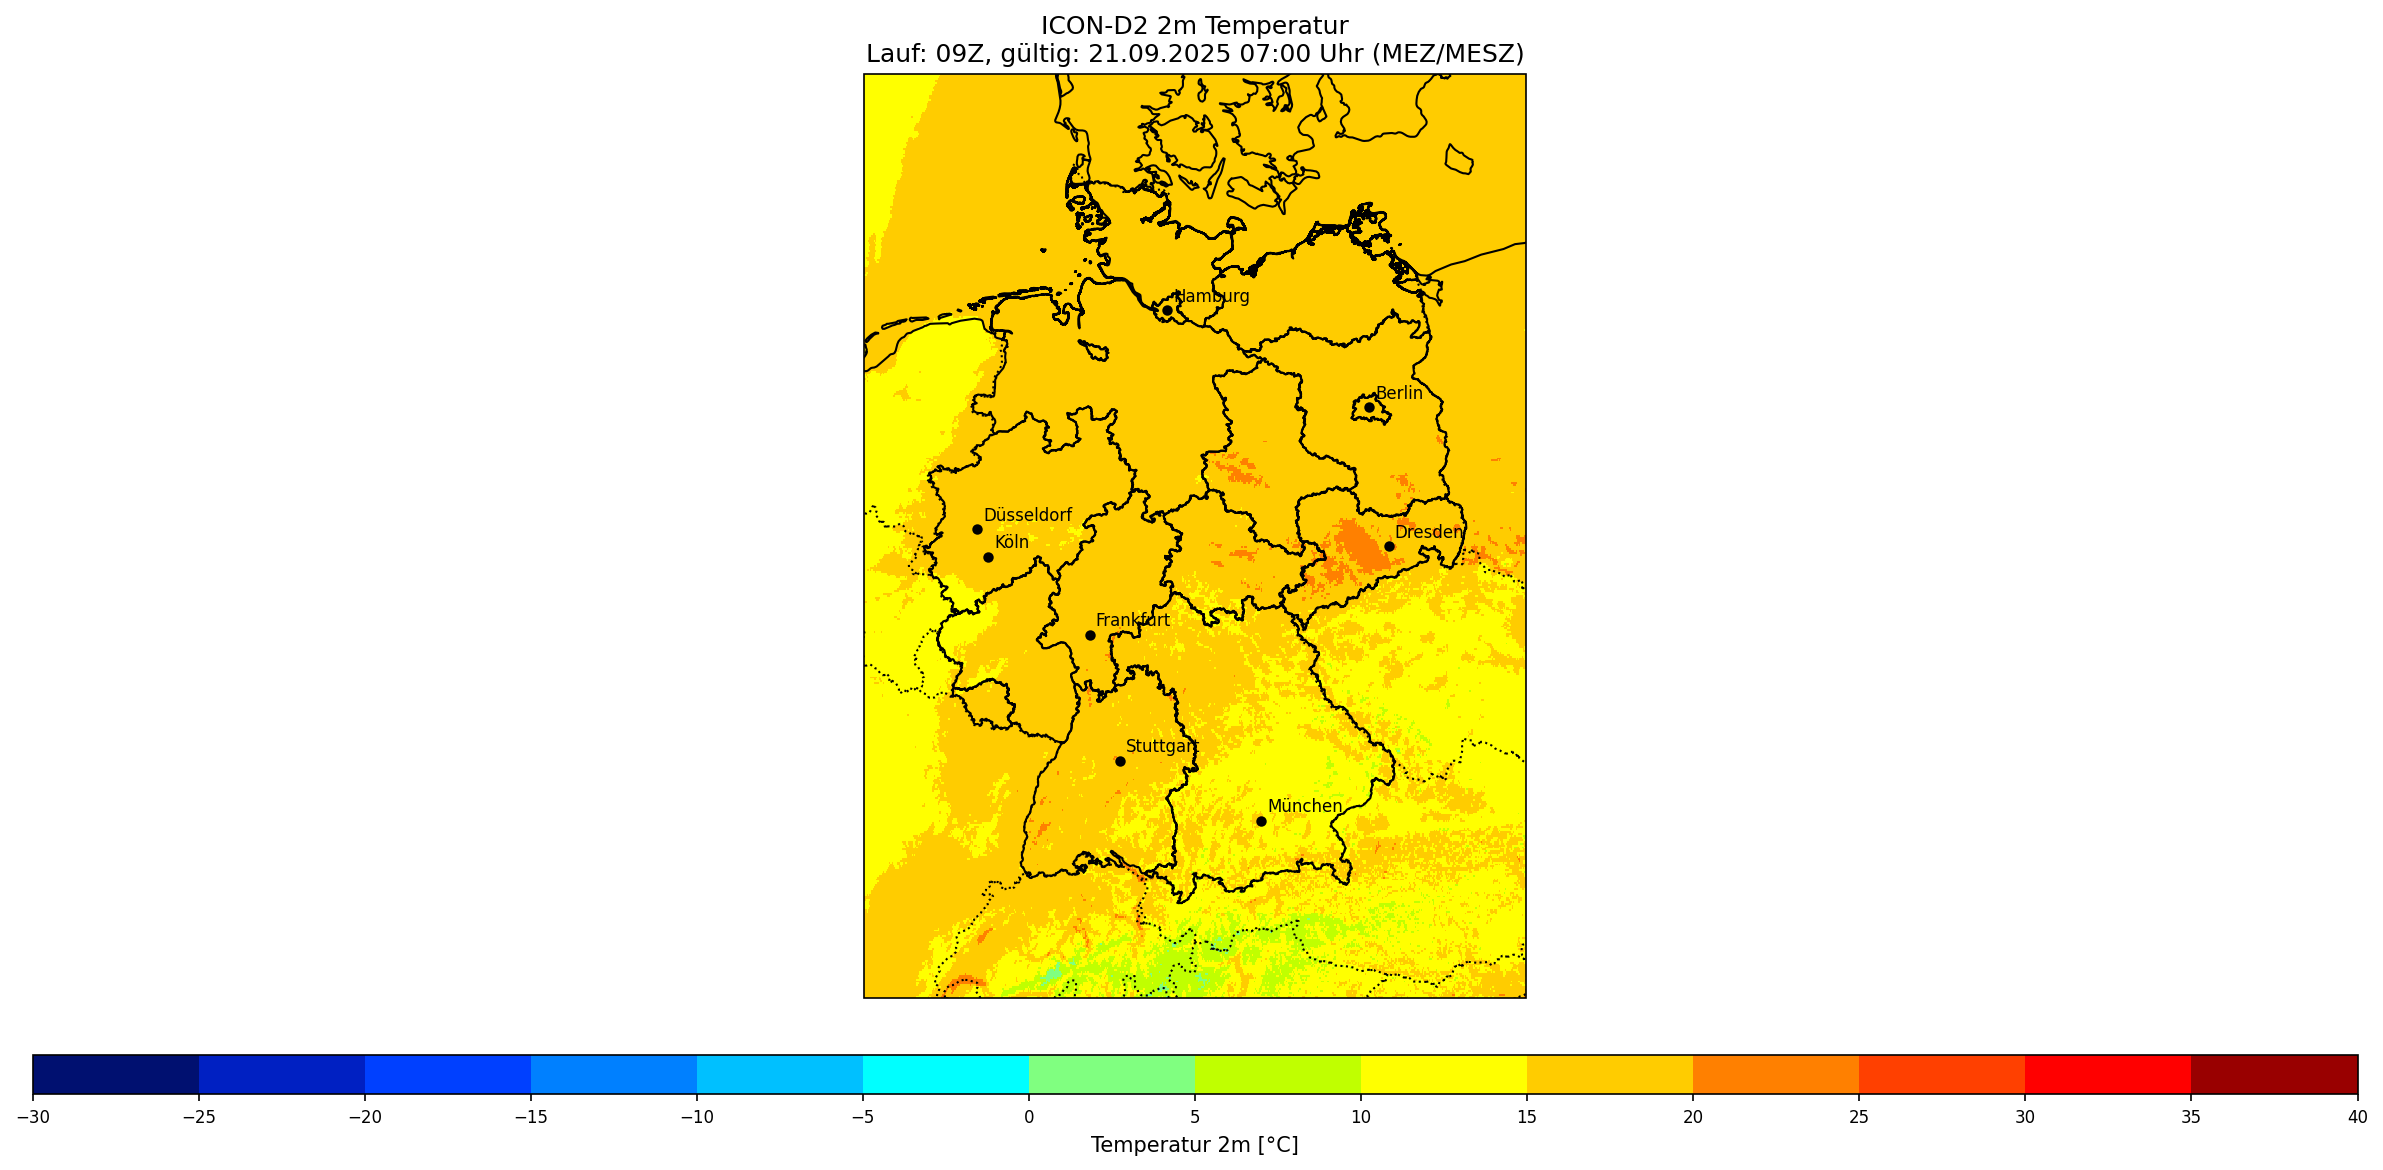 ICON-D2 2m Temperatur
Lauf: 09Z, gültig: 21.09.2025 07:00 Uhr (MEZ/MESZ)
Hamburg
Berlin
Düsseldorf
Köln
Dresden
Frankfurt
Stuttgart
München
−30 −25 −20 −15 −10 −5 0 5 10 15 20 25 30 35 40
Temperatur 2m [°C]